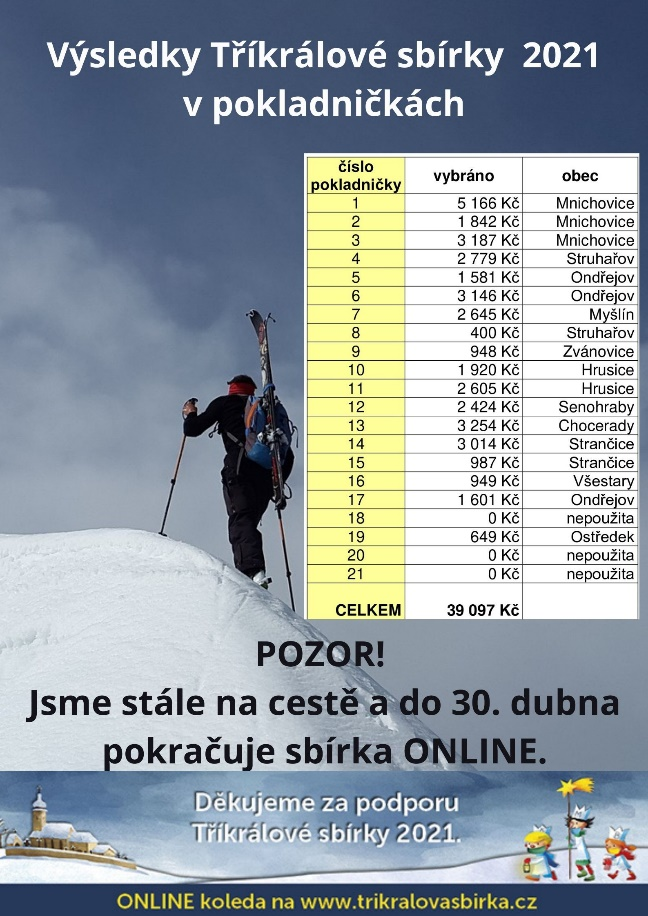 Výsledky Tříkrálové sbírky 2021
v pokladničkách
číslo pokladničky vybráno obec
1 5 166 Kč Mnichovice
2 1 842 Kč Mnichovice
3 3 187 Kč Mnichovice
4 2 779 Kč Struhařov
5 1 581 Kč Ondřejov
6 3 146 Kč Ondřejov
7 2 645 Kč Myšlín
8 400 Kč Struhařov
9 948 Kč Zvánovice
10 1 920 Kč Hrusice
11 2 605 Kč Hrusice
12 2 424 Kč Senohraby
13 3 254 Kč Chocerady
14 3 014 Kč Strančice
15 987 Kč Strančice
16 949 Kč Všestary
17 1 601 Kč Ondřejov
18 0 Kč nepoužita
19 649 Kč Ostředek
20 0 Kč nepoužita
21 0 Kč nepoužita
CELKEM 39 097 Kč
POZOR!
Jsme stále na cestě a do 30. dubna
pokračuje sbírka ONLINE.
Děkujeme za podporu
Tříkrálové sbírky 2021.
ONLINE koleda na www.trikralovasbirka.cz